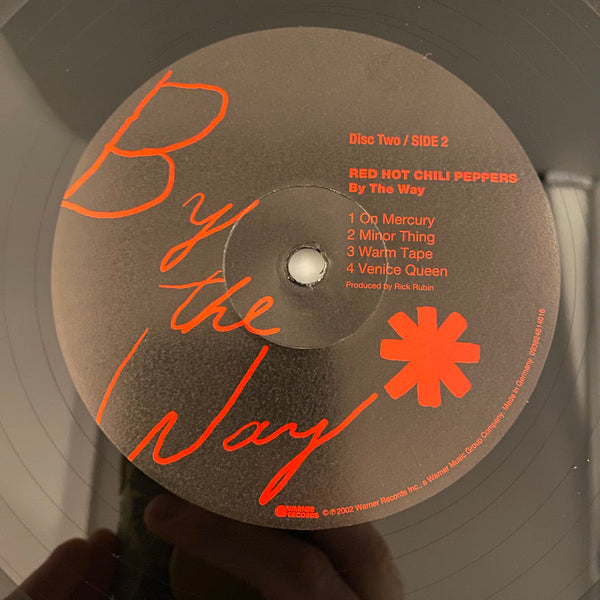 By
the
Way
Disc Two / SIDE 2
RED HOT CHILI PEPPERS
By The Way
1 On Mercury
2 Minor Thing
3 Warm Tape
4 Venice Queen
Produced by Rick Rubin
WARNER
RECORDS
©℗2002 Warner Records Inc., a Warner Music Group Company. Made in Germany.